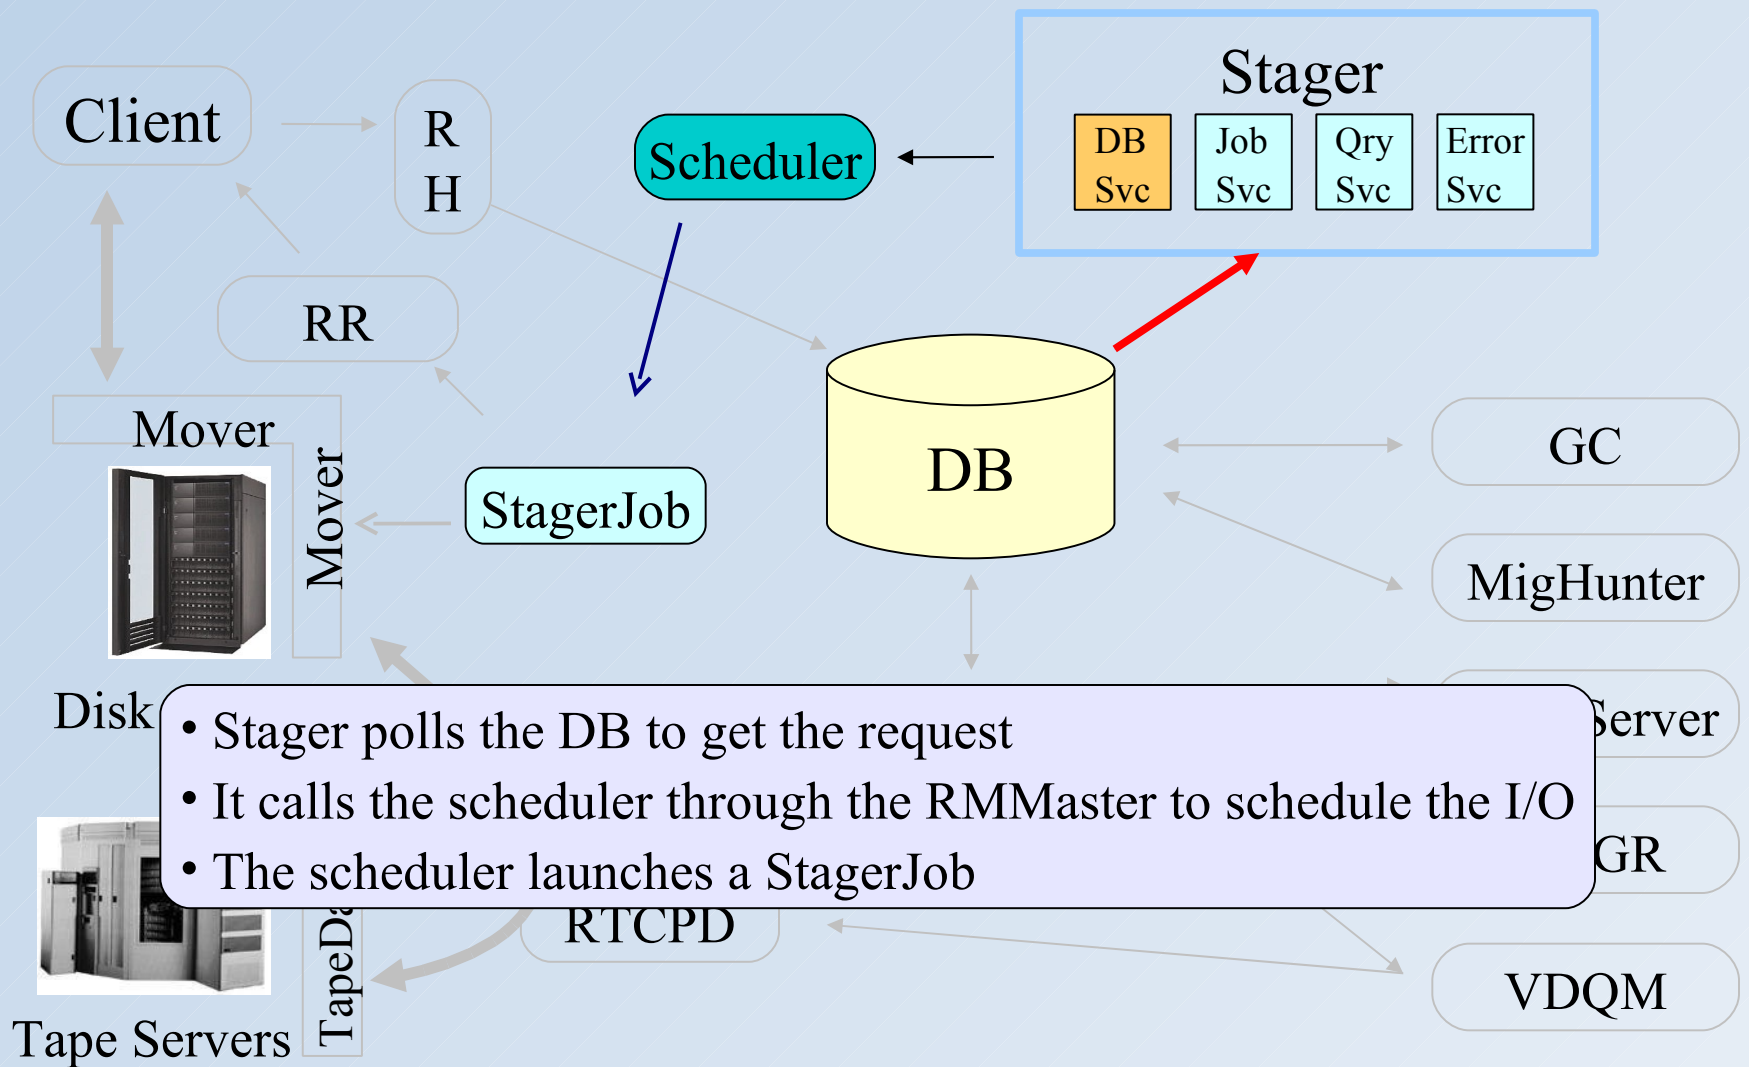 Stager
Client
R
H
Scheduler
DB
Svc
Job
Svc
Qry
Svc
Error
Svc
RR
Mover
Mover
StagerJob
DB
GC
MigHunter
Disk
Server
• Stager polls the DB to get the request
• It calls the scheduler through the RMMaster to schedule the I/O
• The scheduler launches a StagerJob
GR
RTCPD
VDQM
Tape Servers